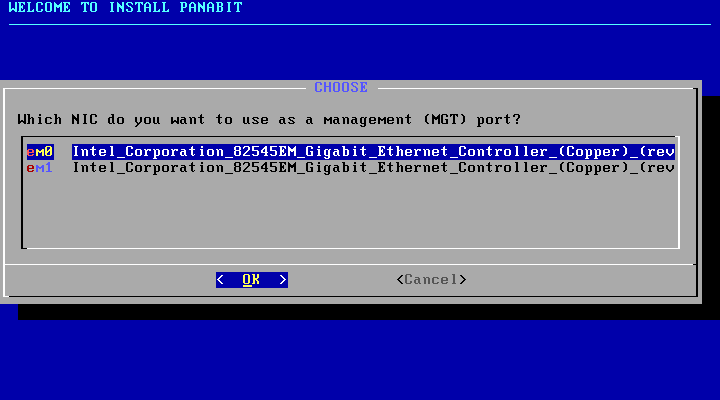 WELCOME TO INSTALL PANABIT
CHOOSE
Which NIC do you want to use as a management (MGT) port?
em0 Intel_Corporation_82545EM_Gigabit_Ethernet_Controller_(Copper)_(rev
em1 Intel_Corporation_82545EM_Gigabit_Ethernet_Controller_(Copper)_(rev
< OK > <Cancel>